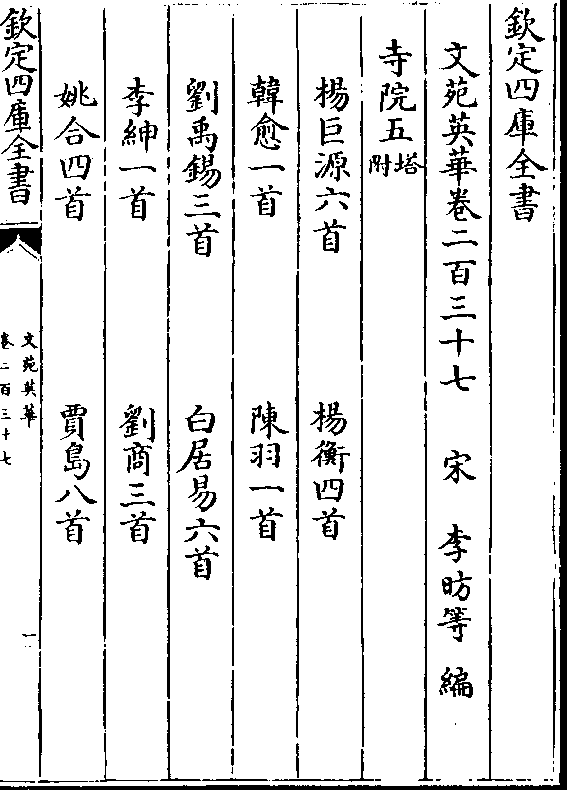 欽定四庫全書
文苑英華卷二百三十七　宋　李昉等　編
寺院五附塔
楊巨源六首　楊衡四首
韓愈一首　陳羽一首
劉禹錫三首　白居易六首
李紳一首　劉商三首
姚合四首　賈島八首
欽定四庫全書
文苑英華
卷二百三十七
一